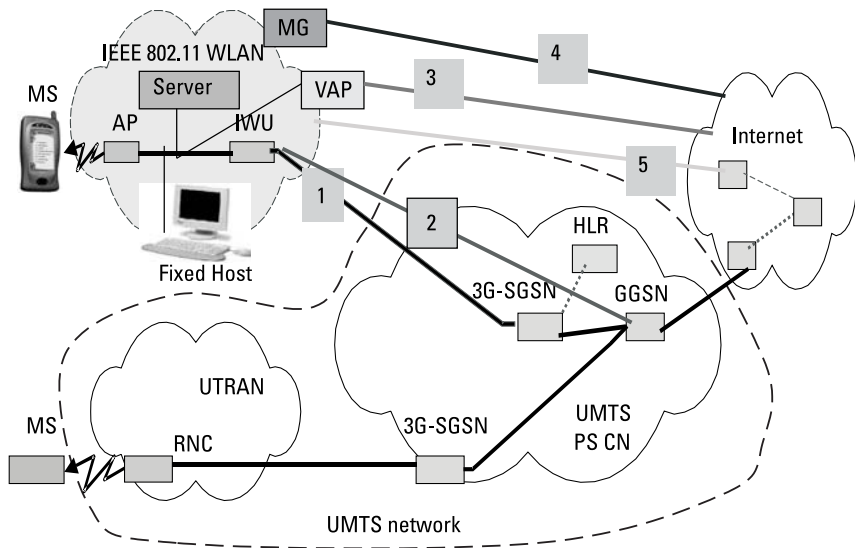 MG
IEEE 802.11 WLAN
4
3
MS
Server
VAP
AP
IWU
Internet
5
1
2
HLR
Fixed Host
3G-SGSN
GGSN
UTRAN
MS
RNC
3G-SGSN
UMTS
PS CN
UMTS network